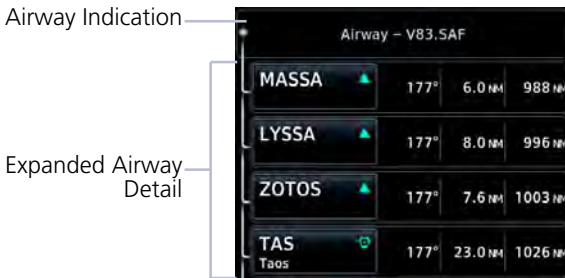 Airway Indication
Airway – V83.SAF
MASSA 177° 6.0 NM 988 NM
LYSSA 177° 8.0 NM 996 NM
Expanded Airway
Detail
ZOTOS 177° 7.6 NM 1003 NM
TAS 177° 23.0 NM 1026 NM
Taos